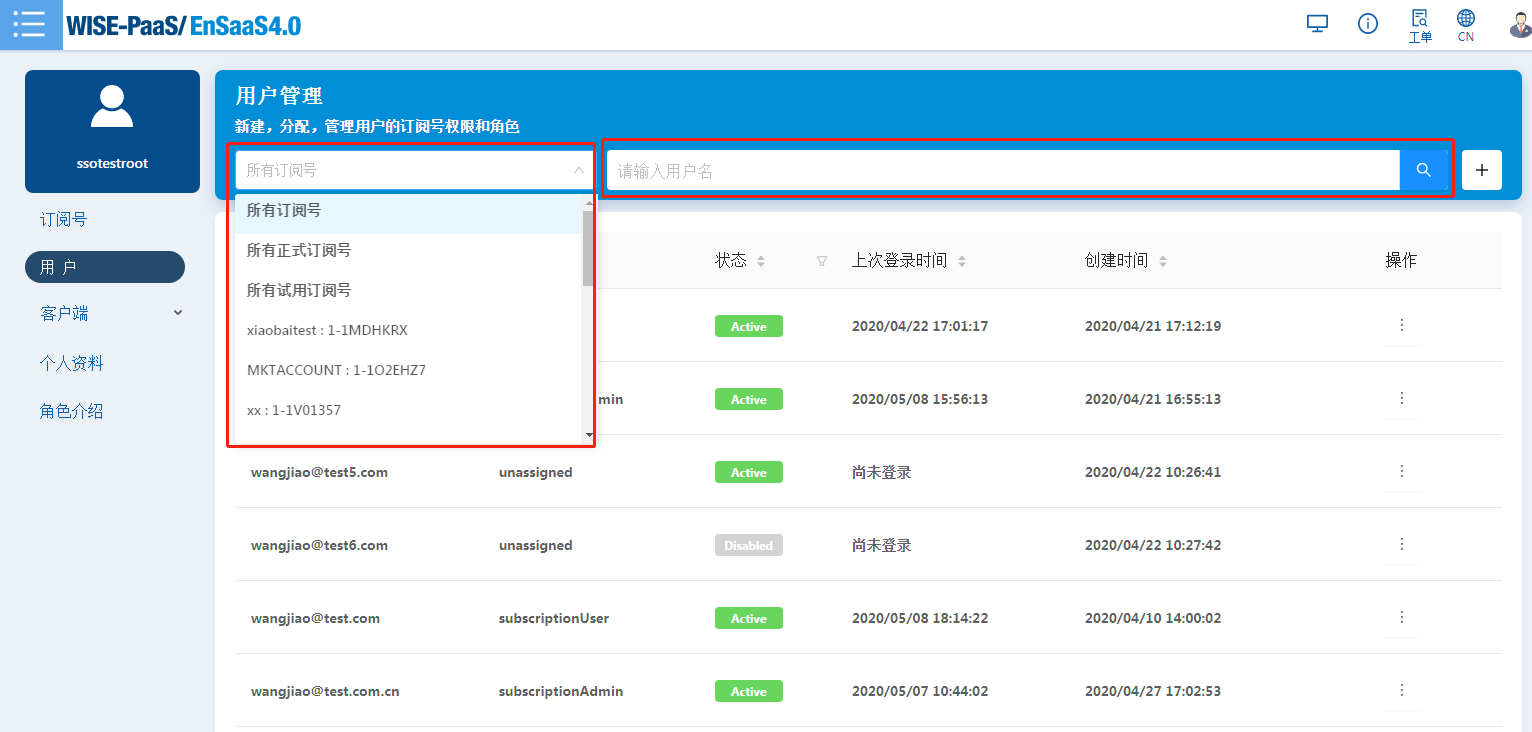 WISE-PaaS/ EnSaaS4.0
工单
CN
ssotestroot
订阅号
用 户
客户端
个人资料
角色介绍
用户管理
新建，分配，管理用户的订阅号权限和角色
所有订阅号
请输入用户名
所有订阅号
所有正式订阅号
所有试用订阅号
xiaobaitest : 1-1MDHKRX
MKTACCOUNT : 1-1O2EHZ7
xx : 1-1V01357
状态 上次登录时间 创建时间 操作
Active 2020/04/22 17:01:17 2020/04/21 17:12:19
min Active 2020/05/08 15:56:13 2020/04/21 16:55:13
wangjiao@test5.com unassigned Active 尚未登录 2020/04/22 10:26:41
wangjiao@test6.com unassigned Disabled 尚未登录 2020/04/22 10:27:42
wangjiao@test.com subscriptionUser Active 2020/05/08 18:14:22 2020/04/10 14:00:02
wangjiao@test.com.cn subscriptionAdmin Active 2020/05/07 10:44:02 2020/04/27 17:02:53